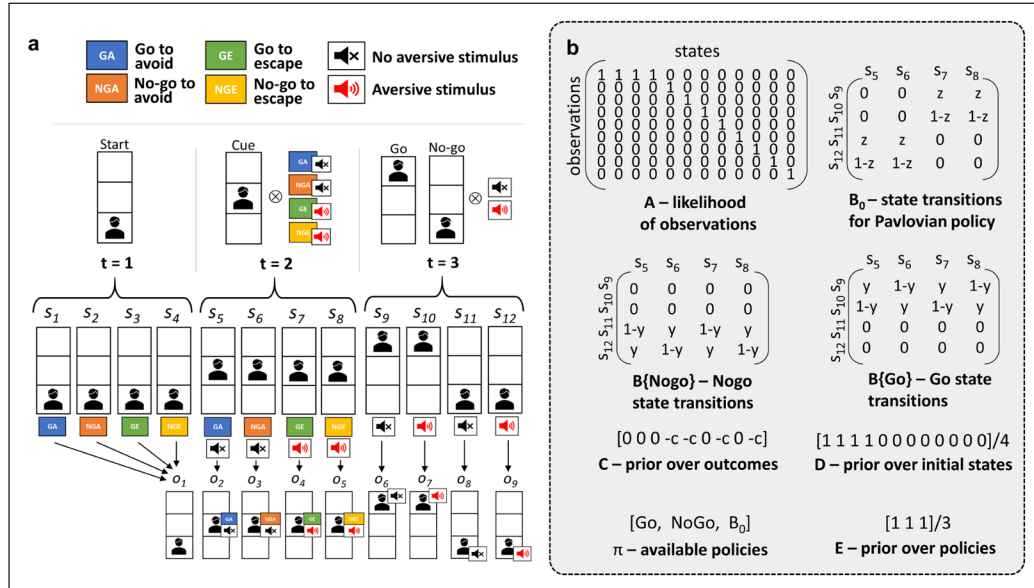 a
GA
Go to
avoid
GE
Go to
escape
No aversive stimulus
NGA
No-go to
avoid
NGE
No-go to
escape
Aversive stimulus
Start
Cue
Go
No-go
GA
NGA
GE
NGE
⊗
⊗
t = 1
t = 2
t = 3
s1 s2 s3 s4 s5 s6 s7 s8 s9 s10 s11 s12
GA NGA GE NGE GA NGA GE NGE
o1 o2 o3 o4 o5 o6 o7 o8 o9
GA NGA GE NGE
b
states
observations
1 1 1 1 0 0 0 0 0 0 0 0
0 0 0 0 1 0 0 0 0 0 0 0
0 0 0 0 0 1 0 0 0 0 0 0
0 0 0 0 0 0 1 0 0 0 0 0
0 0 0 0 0 0 0 1 0 0 0 0
0 0 0 0 0 0 0 0 1 0 0 0
0 0 0 0 0 0 0 0 0 1 0 0
0 0 0 0 0 0 0 0 0 0 1 0
0 0 0 0 0 0 0 0 0 0 0 1
A – likelihood
of observations
s5 s6 s7 s8
s9 0 0 z z
s10 0 0 1-z 1-z
s11 z z 0 0
s12 1-z 1-z 0 0
B0 – state transitions
for Pavlovian policy
s5 s6 s7 s8
s9 0 0 0 0
s10 0 0 0 0
s11 1-y y 1-y y
s12 y 1-y y 1-y
B{Nogo} – Nogo
state transitions
s5 s6 s7 s8
s9 y 1-y y 1-y
s10 1-y y 1-y y
s11 0 0 0 0
s12 0 0 0 0
B{Go} – Go state
transitions
[0 0 0 -c -c 0 -c 0 -c]
C – prior over outcomes
[1 1 1 1 0 0 0 0 0 0 0 0]/4
D – prior over initial states
[Go, NoGo, B0]
π – available policies
[1 1 1]/3
E – prior over policies